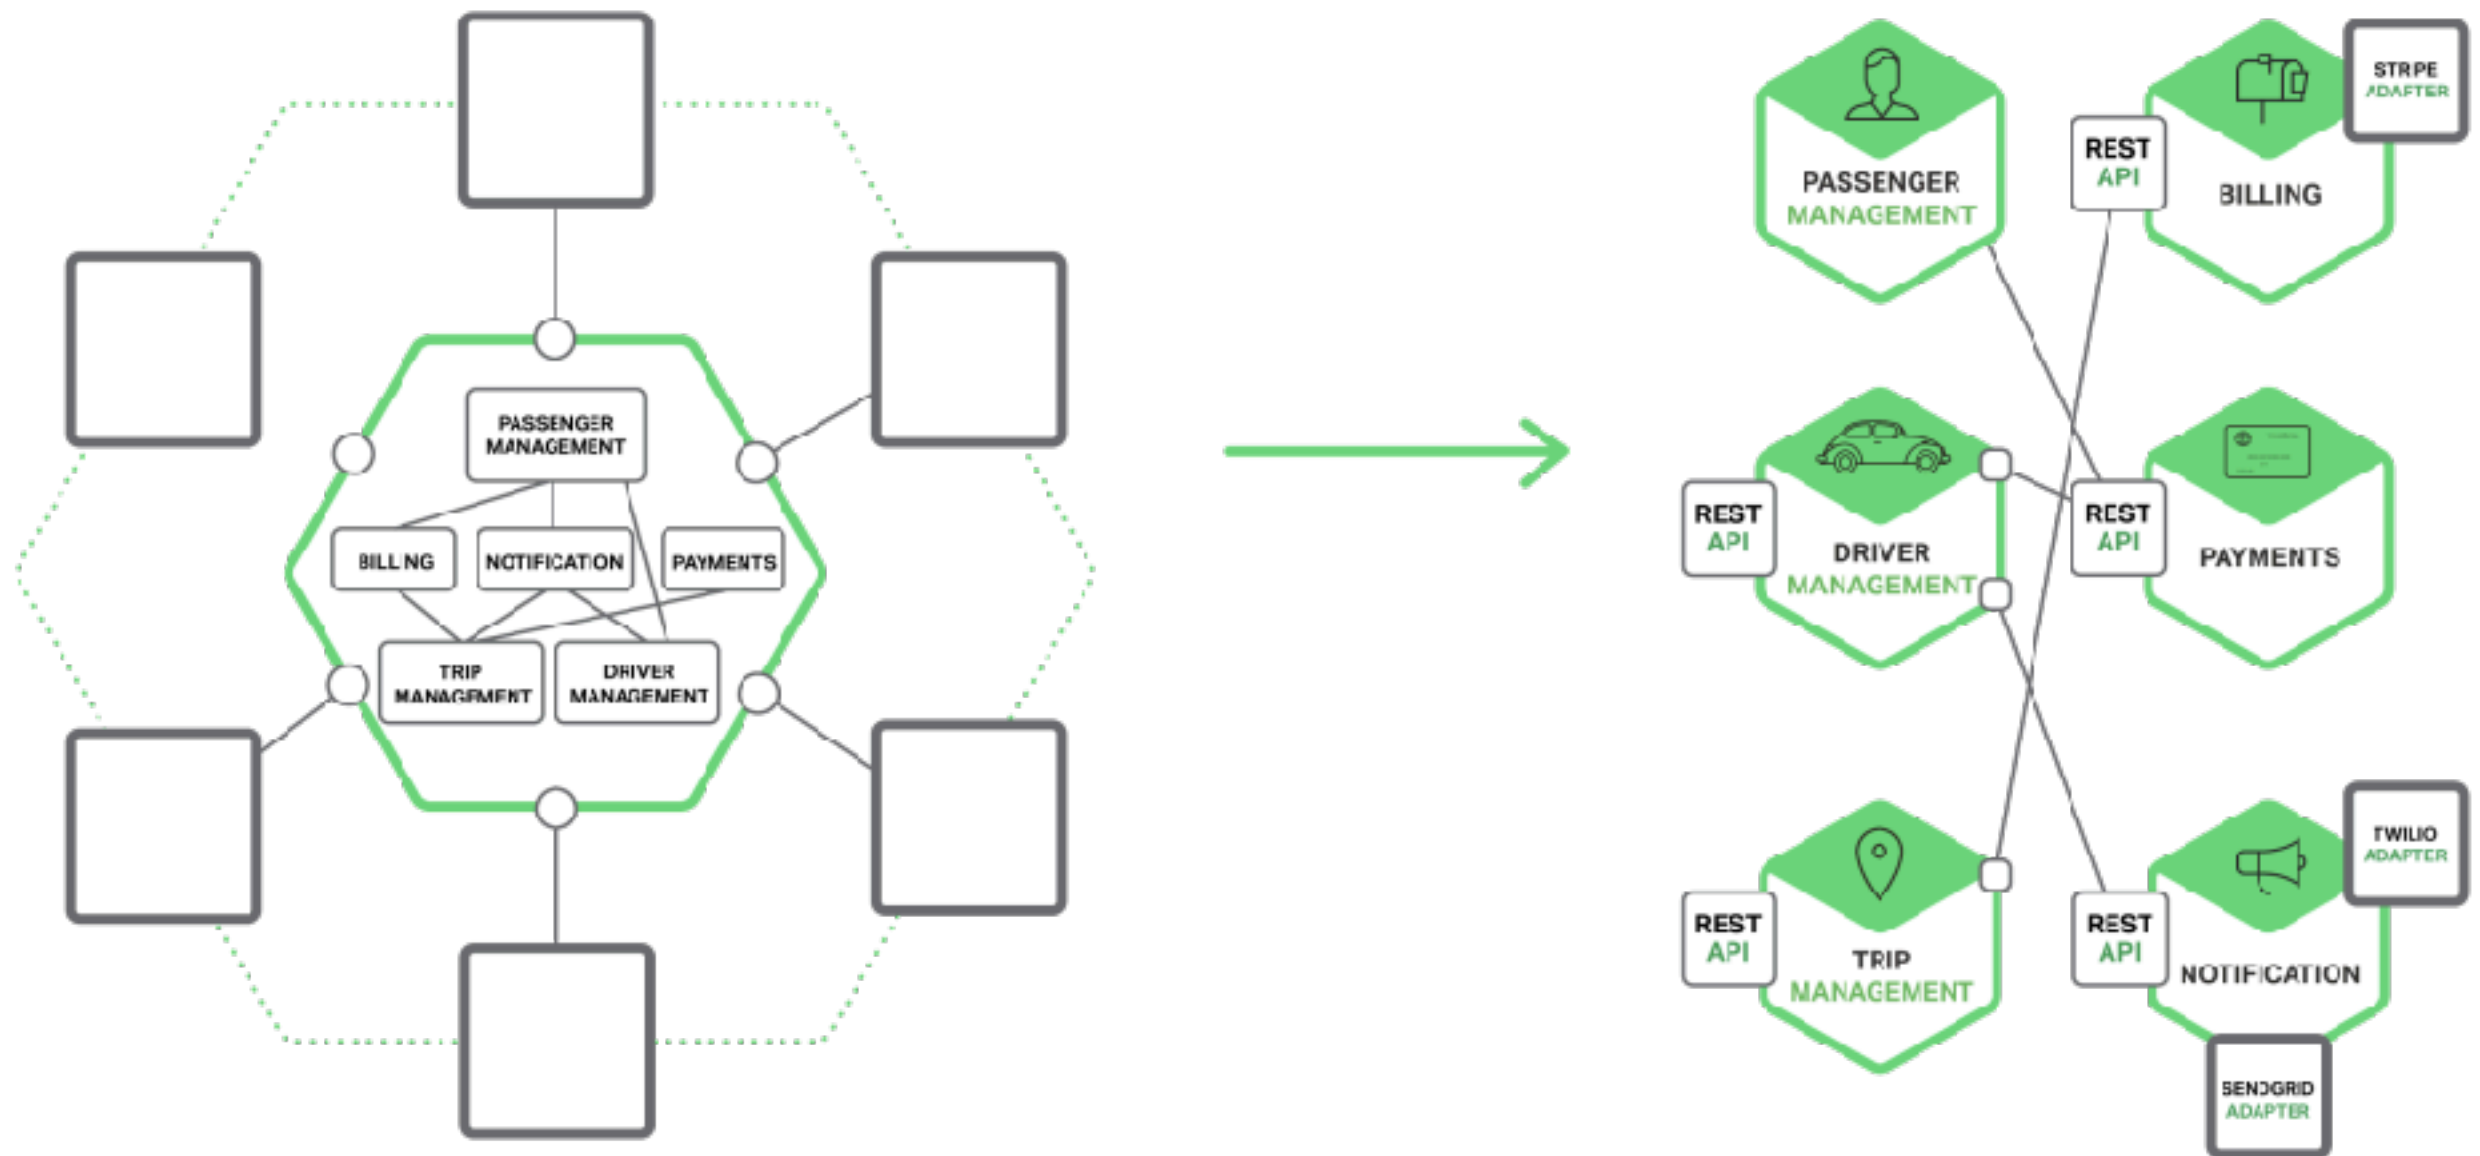 PASSENGER
MANAGEMENT
BILLING
NOTIFICATION
PAYMENTS
TRIP
MANAGEMENT
DRIVER
MANAGEMENT
PASSENGER
MANAGEMENT
REST
API
BILLING
STRIPE
ADAPTER
REST
API
DRIVER
MANAGEMENT
REST
API
PAYMENTS
REST
API
TRIP
MANAGEMENT
REST
API
NOTIFICATION
TWILIO
ADAPTER
SENDGRID
ADAPTER